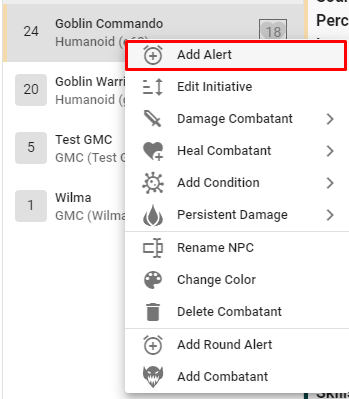 Perc
24
Goblin Commando
Humanoid (
18
Add Alert
Edit Initiative
20
Goblin Warri
Humanoid (g
Damage Combatant
5
Test GMC
GMC (Test G
Heal Combatant
Add Condition
1
Wilma
GMC (Wilma
Persistent Damage
Rename NPC
Change Color
Delete Combatant
Add Round Alert
Add Combatant